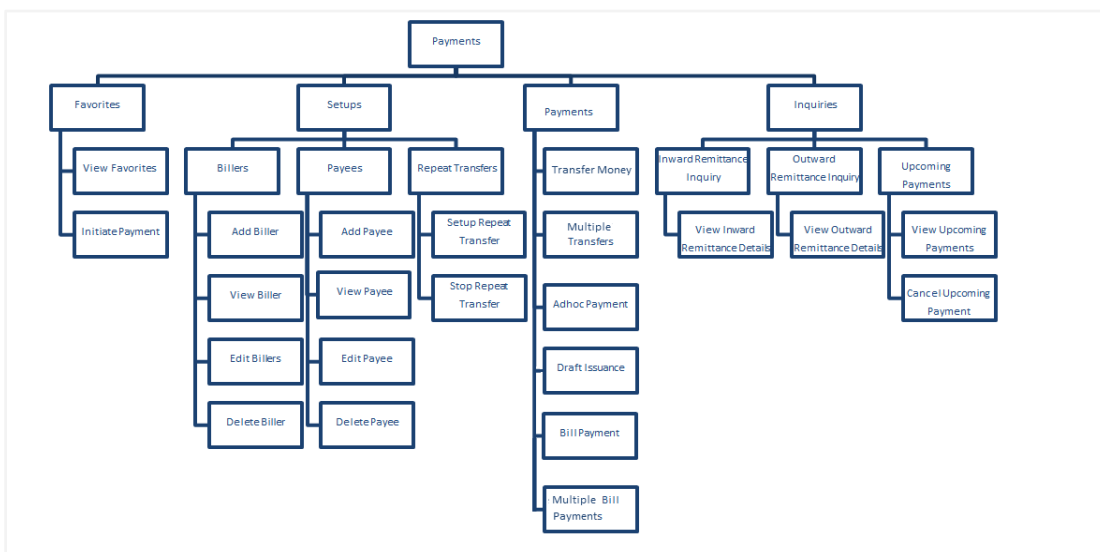 Payments
Favorites
Setups
Payments
Inquiries
View Favorites
Initiate Payment
Billers
Payees
Repeat Transfers
Add Biller
View Biller
Edit Billers
Delete Biller
Add Payee
View Payee
Edit Payee
Delete Payee
Setup Repeat
Transfer
Stop Repeat
Transfer
Transfer Money
Multiple
Transfers
Adhoc Payment
Draft Issuance
Bill Payment
Multiple Bill
Payments
Inward Remittance
Inquiry
Outward
Remittance Inquiry
Upcoming
Payments
View Inward
Remittance Details
View Outward
Remittance Details
View Upcoming
Payments
Cancel Upcoming
Payment